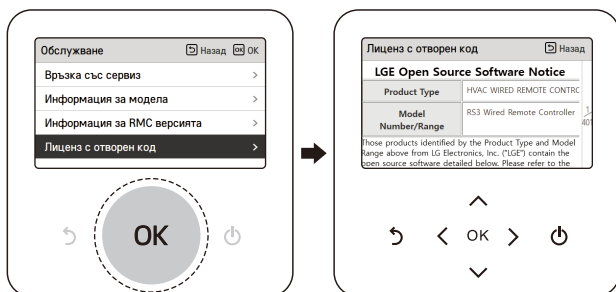 Обслужване
Назад OK OK
Връзка със сервиз
Информация за модела
Информация за RMC версията
Лиценз с отворен код
OK
Лиценз с отворен код
Назад
LGE Open Source Software Notice
Product Type
HVAC WIRED REMOTE CONTRC
Model
Number/Range
RS3 Wired Remote Controller
Those products identified by the Product Type and Model
Range above from LG Electronics, Inc. ("LGE") contain the
open source software detailed below. Please refer to the
OK